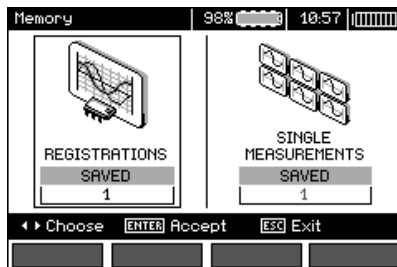 Memory 98% 10:57
REGISTRATIONS
SAVED
1
SINGLE
MEASUREMENTS
SAVED
1
Choose ENTER Accept ESC Exit